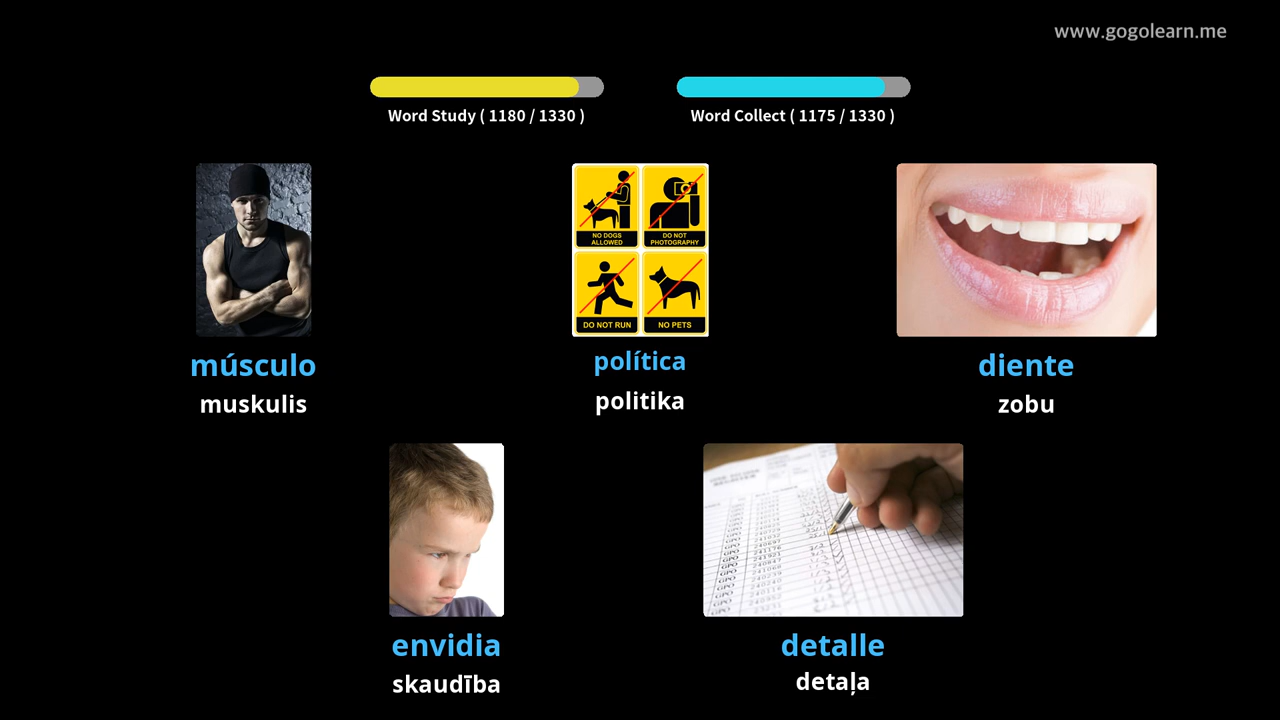 www.gogolearn.me
Word Study ( 1180 / 1330 )
Word Collect ( 1175 / 1330 )
NO DOGS
ALLOWED
DO NOT
PHOTOGRAPHY
DO NOT RUN
NO PETS
músculo
muskulis
política
politika
diente
zobu
envidia
skaudība
detalle
detaļa